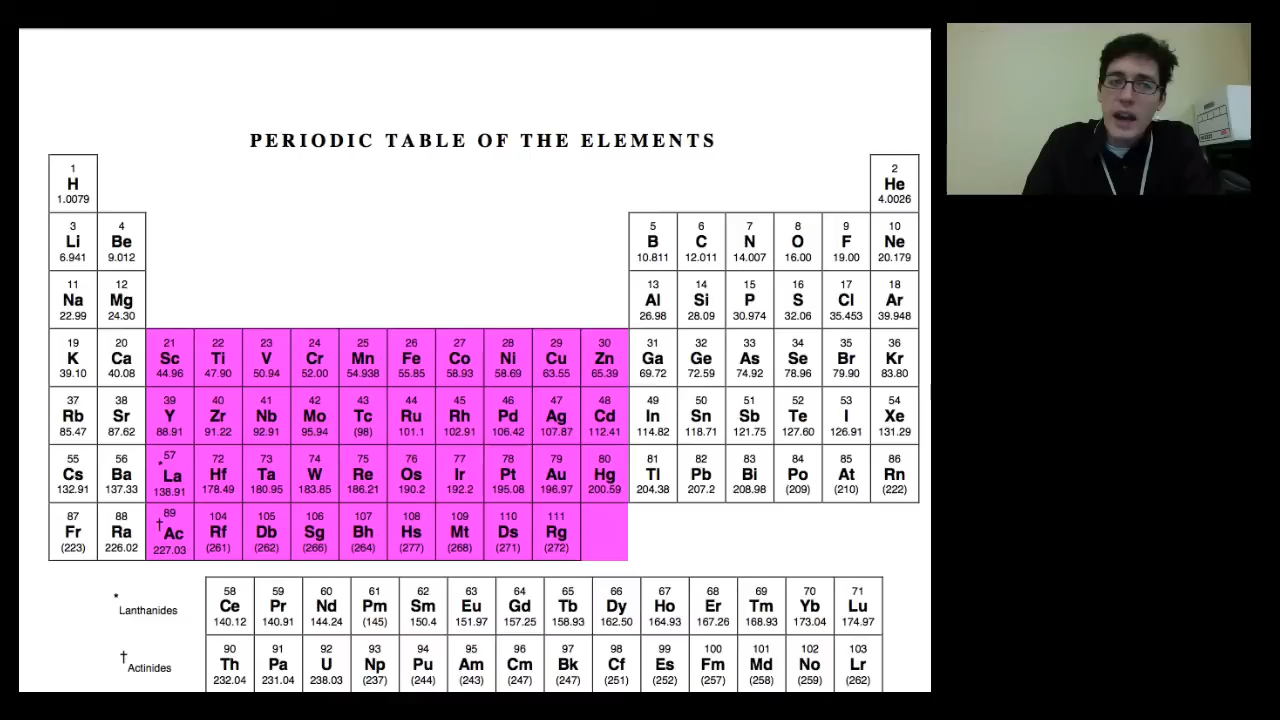 PERIODIC TABLE OF THE ELEMENTS
1 2
H He
1.0079 4.0026
3 4 5 6 7 8 9 10
Li Be B C N O F Ne
6.941 9.012 10.811 12.011 14.007 16.00 19.00 20.179
11 12 13 14 15 16 17 18
Na Mg Al Si P S Cl Ar
22.99 24.30 26.98 28.09 30.974 32.06 35.453 39.948
19 20 21 22 23 24 25 26 27 28 29 30 31 32 33 34 35 36
K Ca Sc Ti V Cr Mn Fe Co Ni Cu Zn Ga Ge As Se Br Kr
39.10 40.08 44.96 47.90 50.94 52.00 54.938 55.85 58.93 58.69 63.55 65.39 69.72 72.59 74.92 78.96 79.90 83.80
37 38 39 40 41 42 43 44 45 46 47 48 49 50 51 52 53 54
Rb Sr Y Zr Nb Mo Tc Ru Rh Pd Ag Cd In Sn Sb Te I Xe
85.47 87.62 88.91 91.22 92.91 95.94 (98) 101.1 102.91 106.42 107.87 112.41 114.82 118.71 121.75 127.60 126.91 131.29
55 56 57 72 73 74 75 76 77 78 79 80 81 82 83 84 85 86
Cs Ba *La Hf Ta W Re Os Ir Pt Au Hg Tl Pb Bi Po At Rn
132.91 137.33 138.91 178.49 180.95 183.85 186.21 190.2 192.2 195.08 196.97 200.59 204.38 207.2 208.98 (209) (210) (222)
87 88 89 104 105 106 107 108 109 110 111
Fr Ra †Ac Rf Db Sg Bh Hs Mt Ds Rg
(223) 226.02 227.03 (261) (262) (266) (264) (277) (268) (271) (272)
58 59 60 61 62 63 64 65 66 67 68 69 70 71
*Lanthanides Ce Pr Nd Pm Sm Eu Gd Tb Dy Ho Er Tm Yb Lu
140.12 140.91 144.24 (145) 150.4 151.97 157.25 158.93 162.50 164.93 167.26 168.93 173.04 174.97
90 91 92 93 94 95 96 97 98 99 100 101 102 103
†Actinides Th Pa U Np Pu Am Cm Bk Cf Es Fm Md No Lr
232.04 231.04 238.03 (237) (244) (243) (247) (247) (251) (252) (257) (258) (259) (262)